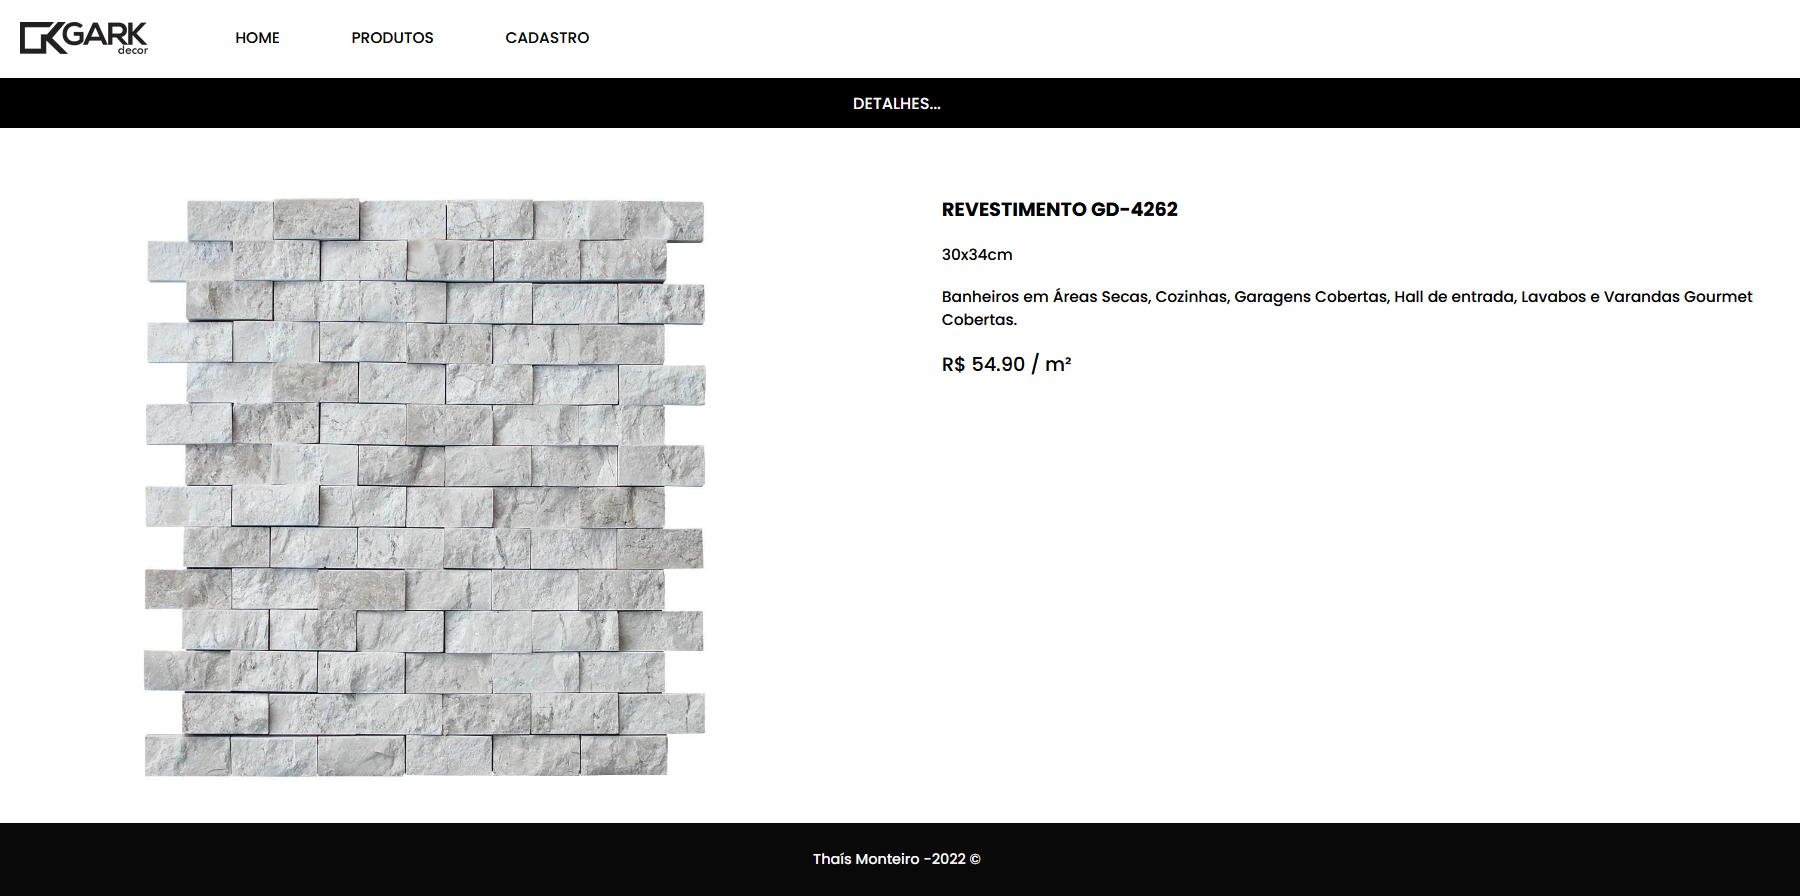 GARK
decor
HOME
PRODUTOS
CADASTRO
DETALHES...
REVESTIMENTO GD-4262
30x34cm
Banheiros em Áreas Secas, Cozinhas, Garagens Cobertas, Hall de entrada, Lavabos e Varandas Gourmet
Cobertas.
R$ 54.90 / m²
Thaís Monteiro -2022 ©